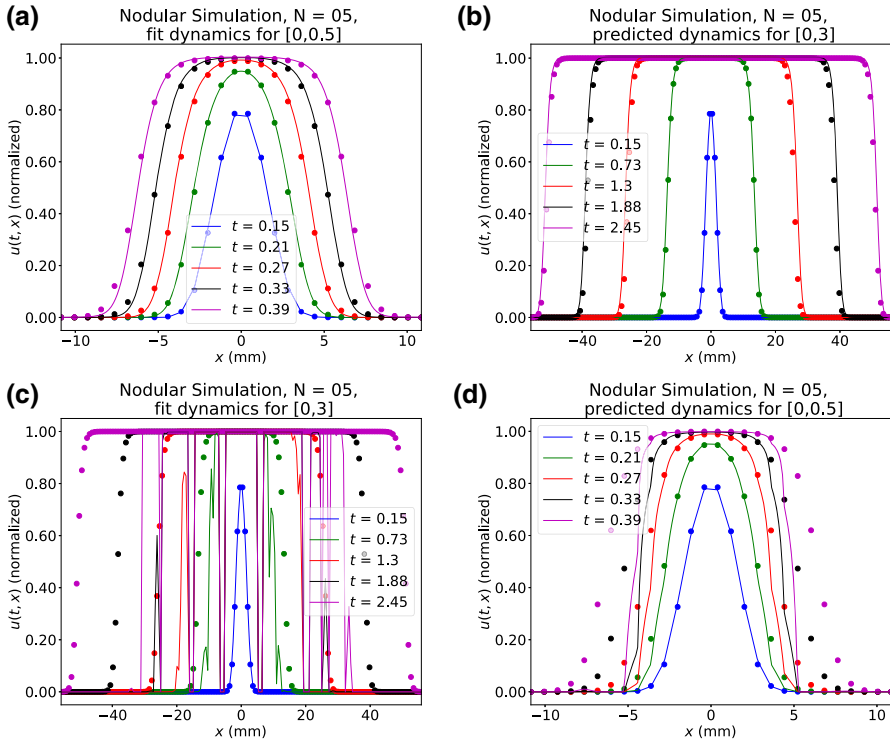 (a)
Nodular Simulation, N = 05,
fit dynamics for [0,0.5]
u(t, x) (normalized)
1.00
0.80
0.60
0.40
0.20
0.00
t = 0.15
t = 0.21
t = 0.27
t = 0.33
t = 0.39
−10
−5
0
5
10
x (mm)
(b)
Nodular Simulation, N = 05,
predicted dynamics for [0,3]
u(t, x) (normalized)
1.00
0.80
0.60
0.40
0.20
0.00
t = 0.15
t = 0.73
t = 1.3
t = 1.88
t = 2.45
−40
−20
0
20
40
x (mm)
(c)
Nodular Simulation, N = 05,
fit dynamics for [0,3]
u(t, x) (normalized)
1.00
0.80
0.60
0.40
0.20
0.00
t = 0.15
t = 0.73
t = 1.3
t = 1.88
t = 2.45
−40
−20
0
20
40
x (mm)
(d)
Nodular Simulation, N = 05,
predicted dynamics for [0,0.5]
u(t, x) (normalized)
1.00
0.80
0.60
0.40
0.20
0.00
t = 0.15
t = 0.21
t = 0.27
t = 0.33
t = 0.39
−10
−5
0
5
10
x (mm)